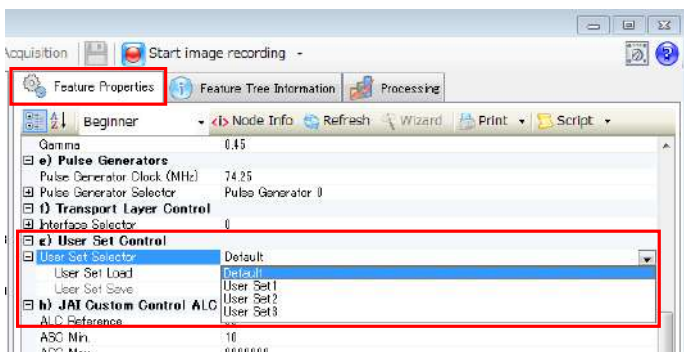 Acquisition Start image recording
Feature Properties Feature Tree Information Processing
Beginner <i> Node Info Refresh Wizard Print Script
Gamma 0.45
e) Pulse Generators
Pulse Generator Clock (MHz) 74.25
Pulse Generator Selector Pulse Generator 0
f) Transport Layer Control
Interface Selector 0
g) User Set Control
User Set Selector Default
User Set Load Default
User Set Save User Set1
User Set2
h) JAI Custom Control ALC User Set3
ALC Reference
ASC Min. 10